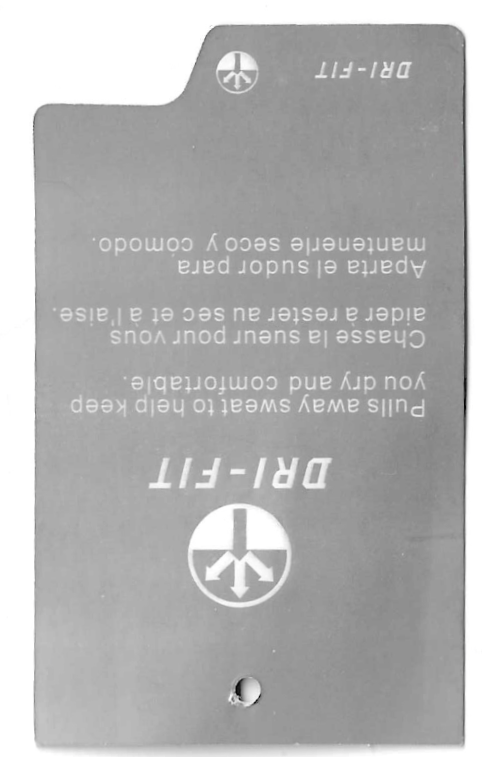 DRI-FIT
Pulls away sweat to help keep
you dry and comfortable.
Chasse la sueur pour vous
aider à rester au sec et à l'aise.
Aparta el sudor para
mantenerle seco y cómodo.
DRI-FIT